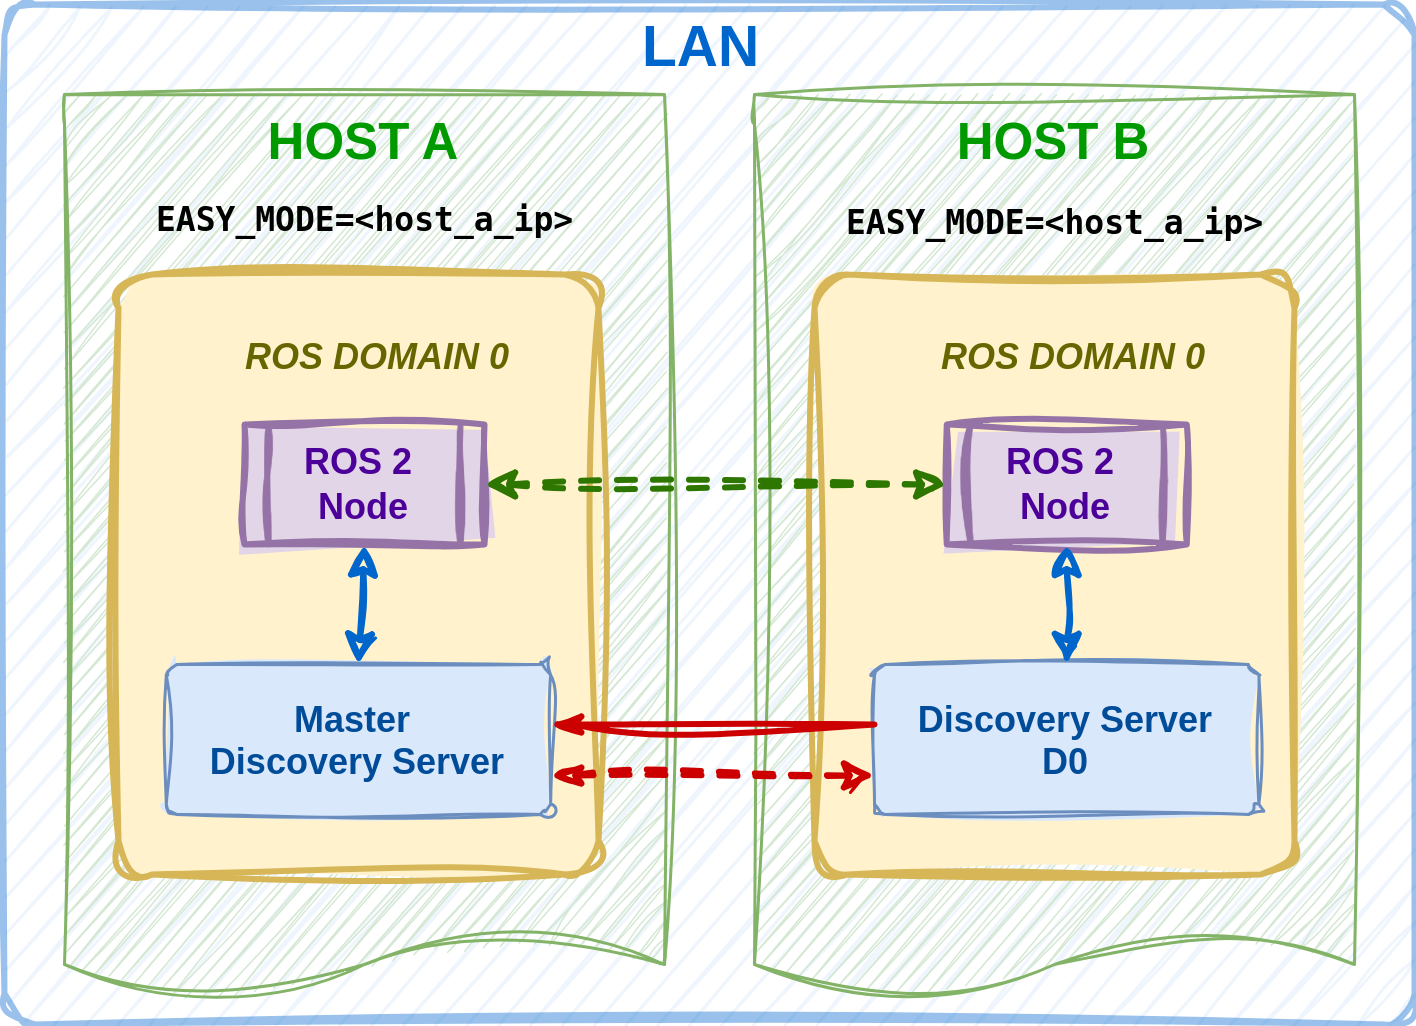 LAN
HOST A
EASY_MODE=<host_a_ip>
ROS DOMAIN 0
ROS 2
Node
Master
Discovery Server
HOST B
EASY_MODE=<host_a_ip>
ROS DOMAIN 0
ROS 2
Node
Discovery Server
D0